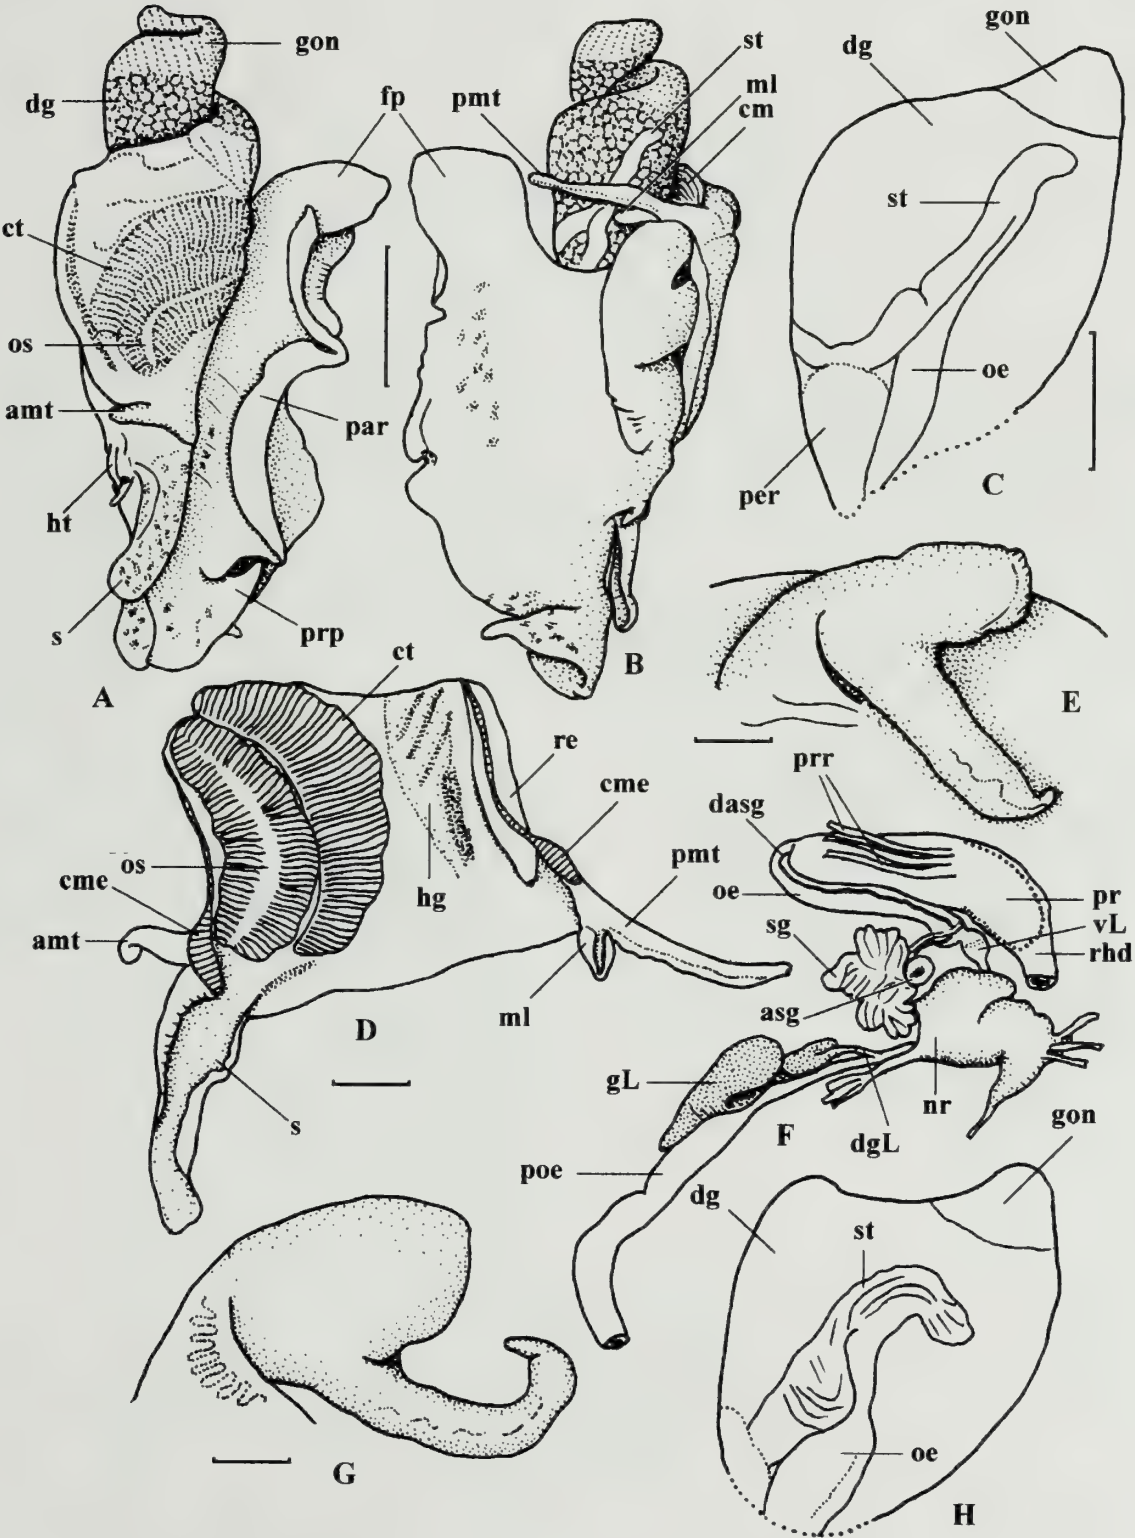 gon
dg
ct
os
amt
ht
s
fp
par
prp
A
pmt
st
ml
cm
B
gon
dg
st
oe
per
C
E
ct
re
cme
hg
pmt
os
cme
amt
ml
D
s
prr
dasg
oe
sg
pr
vL
rhd
asg
gL
nr
dgL
F
poe
G
gon
dg
st
oe
H